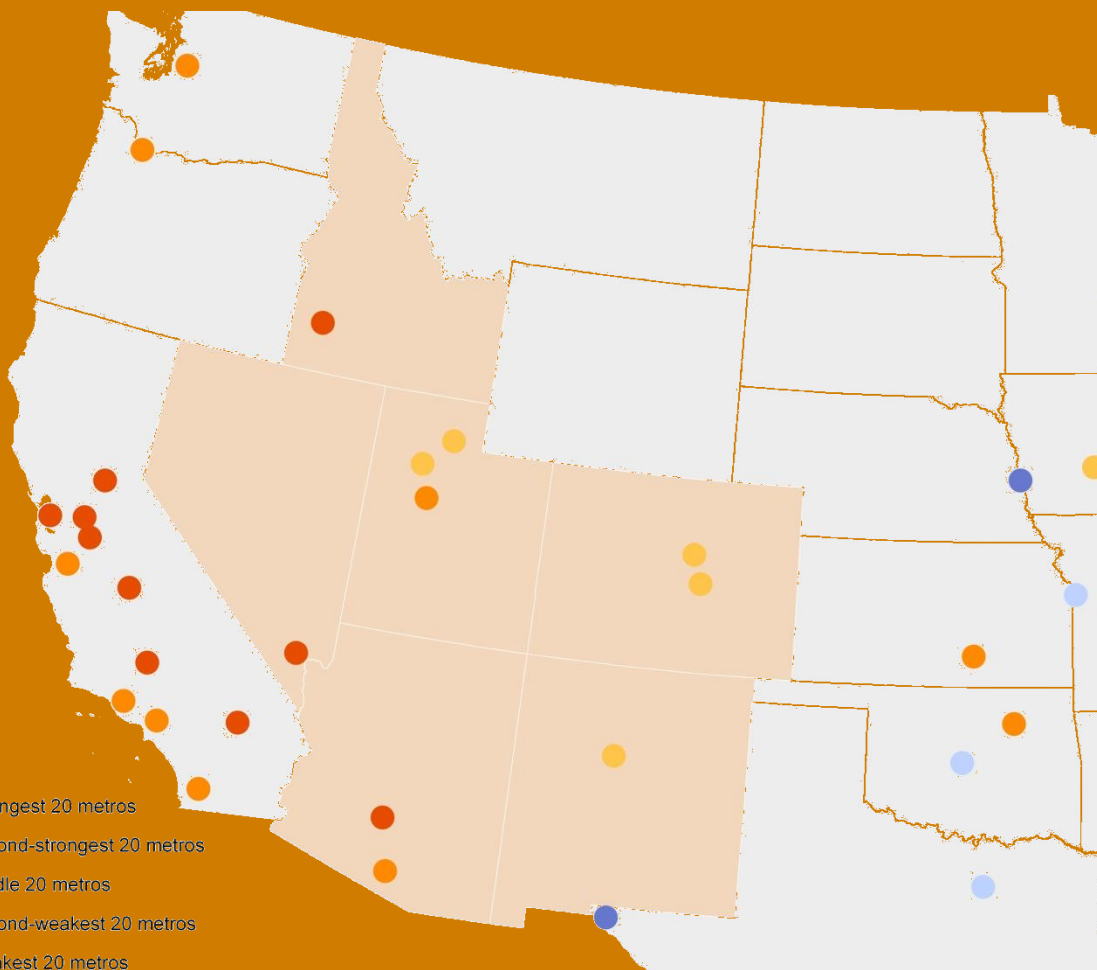 ngest 20 metros
ond-strongest 20 metros
dle 20 metros
ond-weakest 20 metros
kest 20 metros